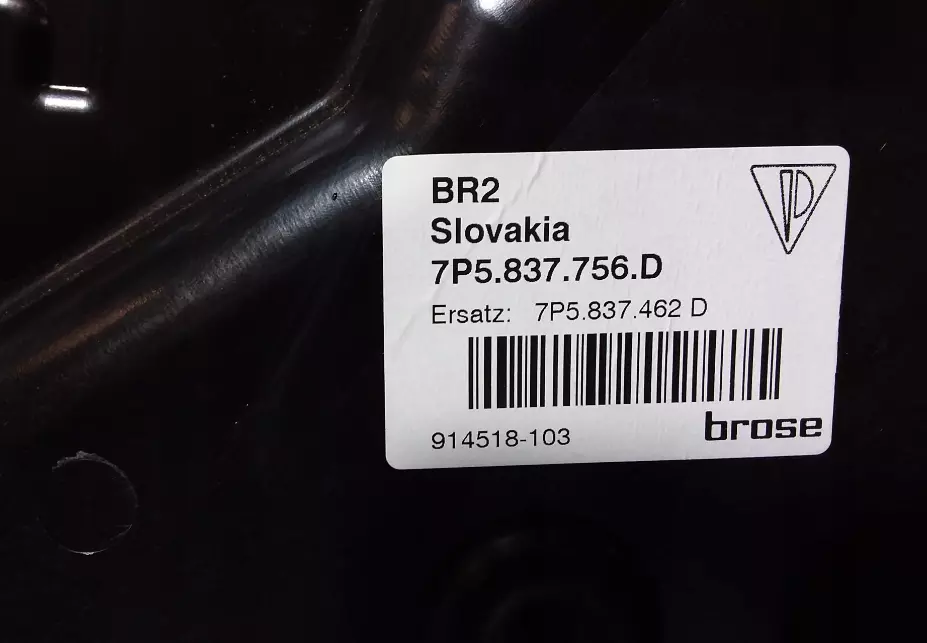 BR2
Slovakia
7P5.837.756.D
Ersatz: 7P5.837.462 D
914518-103
brose